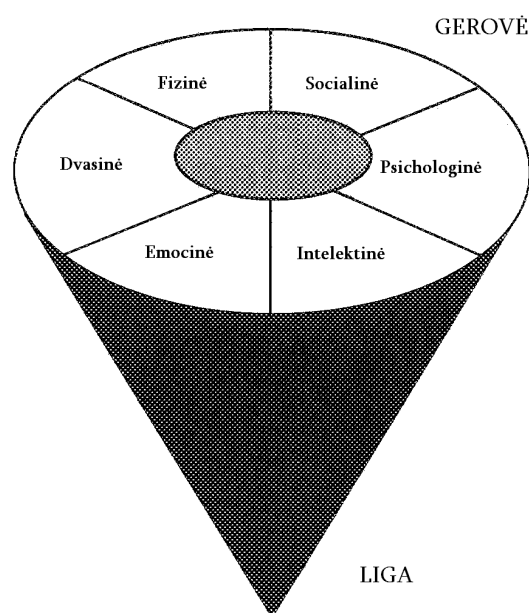 GEROVĖ
Fizinė
Socialinė
Dvasinė
Psichologinė
Emocinė
Intelektinė
LIGA